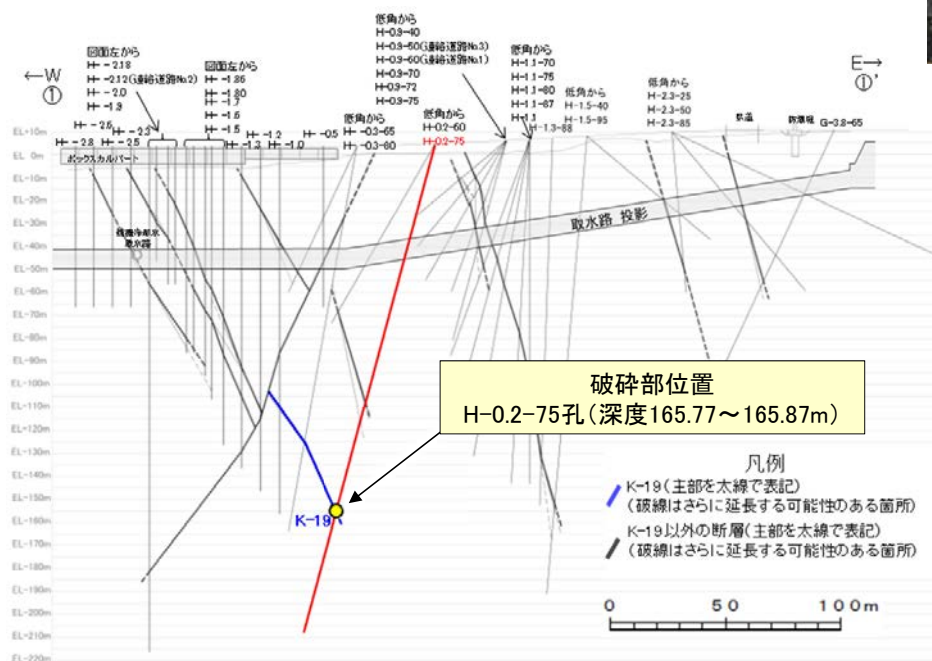 ←W
①
図面左から
H- -2.18
H- -2.12(連絡道路No.2)
H- -2.0
H- -1.9
図面左から
H- -1.86
H- -1.80
H- -1.7
H- -1.6
H- -1.5
低角から
H-0.9-40
H-0.9-50(連絡道路No.3)
H-0.9-60(連絡道路No.1)
H-0.9-70
H-0.9-72
H-0.9-75
低角から
H-1.1-70
H-1.1-75
H-1.1-80
H-1.1-87
H-1.1
低角から
H-1.5-40
H-1.5-95
低角から
H-2.3-25
H-2.3-50
H-2.3-85
E→
①'
H- -2.6
H- -2.3
H- -2.8
H- -2.5
H- -1.3
H- -1.2
H- -1.0
H- -0.5
低角から
H- -0.3-65
H- -0.3-80
低角から
H-0.2-60
H-0.2-75
H-1.3-88
G-3.8-65
防潮堤
ボックスカルバート
取水路
取水路 投影
EL+10m
EL 0m
EL-10m
EL-20m
EL-30m
EL-40m
EL-50m
EL-60m
EL-70m
EL-80m
EL-90m
EL-100m
EL-110m
EL-120m
EL-130m
EL-140m
EL-150m
EL-160m
EL-170m
EL-180m
EL-190m
EL-200m
EL-210m
EL-220m
破砕部位置
H-0.2-75孔(深度165.77~165.87m)
K-19
凡例
K-19(主部を太線で表記)
(破線はさらに延長する可能性のある箇所)
K-19以外の断層(主部を太線で表記)
(破線はさらに延長する可能性のある箇所)
0 50 100m